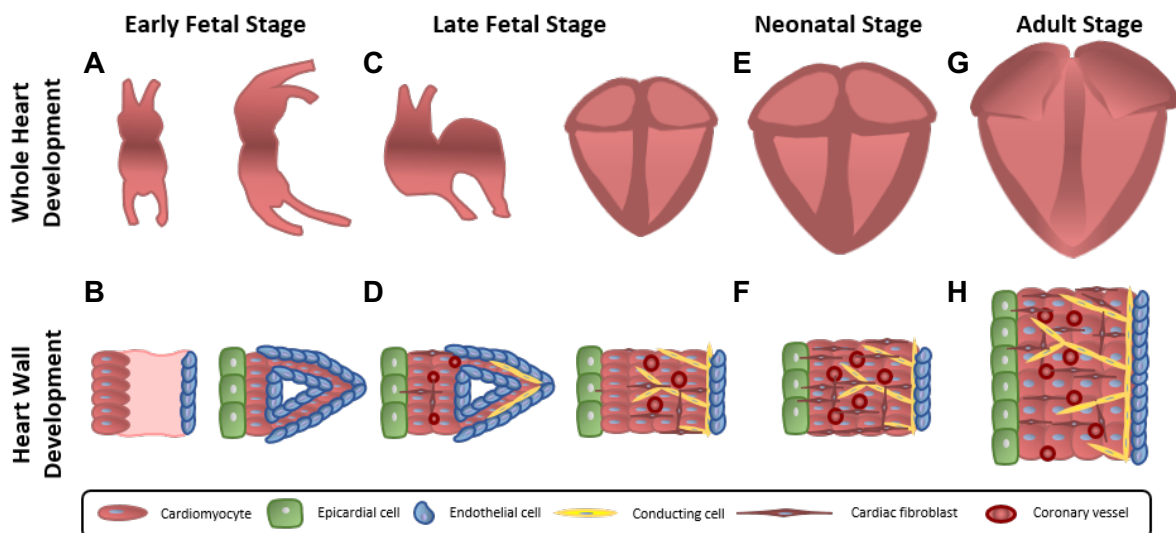 Early Fetal Stage
Late Fetal Stage
Neonatal Stage
Adult Stage
Whole Heart
Development
A
C
E
G
Heart Wall
Development
B
D
F
H
Cardiomyocyte
Epicardial cell
Endothelial cell
Conducting cell
Cardiac fibroblast
Coronary vessel